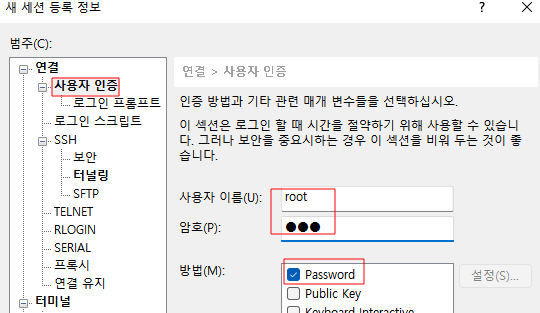 새 세션 등록 정보
?
×
범주(C):
연결
사용자 인증
로그인 프롬프트
로그인 스크립트
SSH
보안
터널링
SFTP
TELNET
RLOGIN
SERIAL
프록시
연결 유지
터미널
연결 > 사용자 인증
인증 방법과 기타 관련 매개 변수들을 선택하십시오.
이 섹션은 로그인 할 때 시간을 절약하기 위해 사용할 수 있습니
다. 그러나 보안을 중요시하는 경우 이 섹션을 비워 두는 것이 좋
습니다.
사용자 이름(U):
root
암호(P):
●●●
방법(M):
Password
설정(S)...
Public Key
Keyboard Interactive